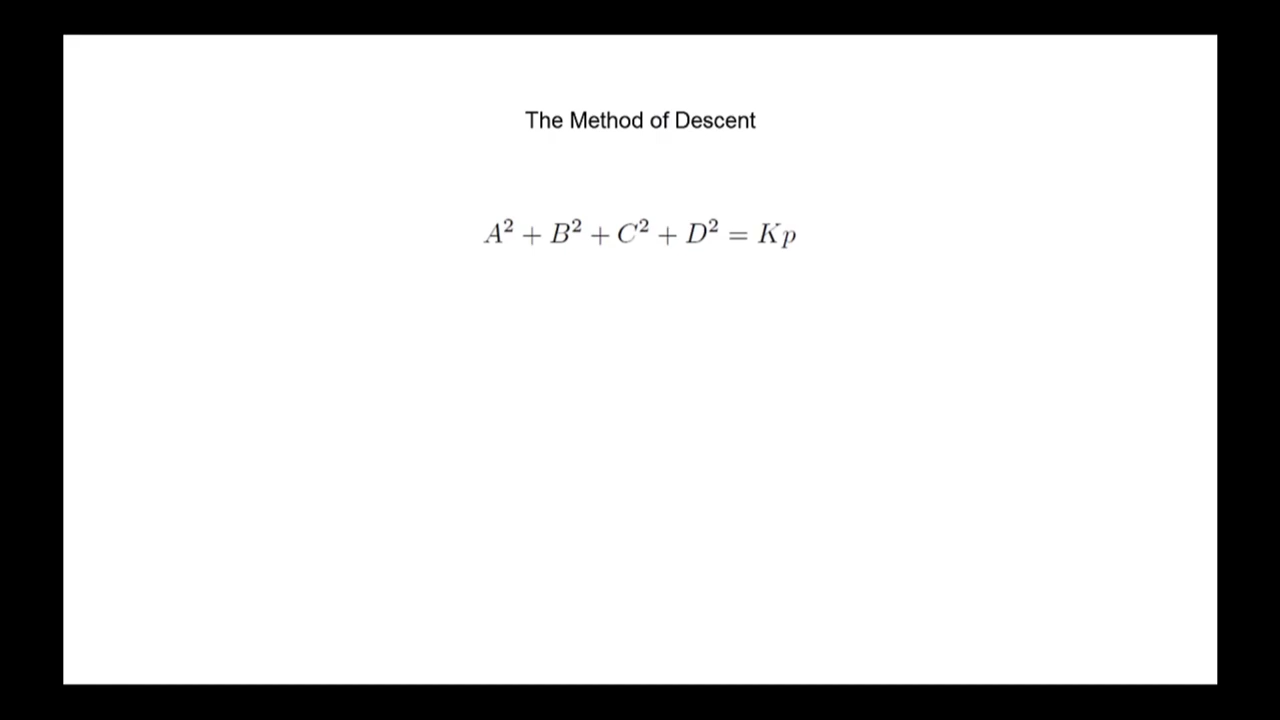 The Method of Descent
A² + B² + C² + D² = Kp